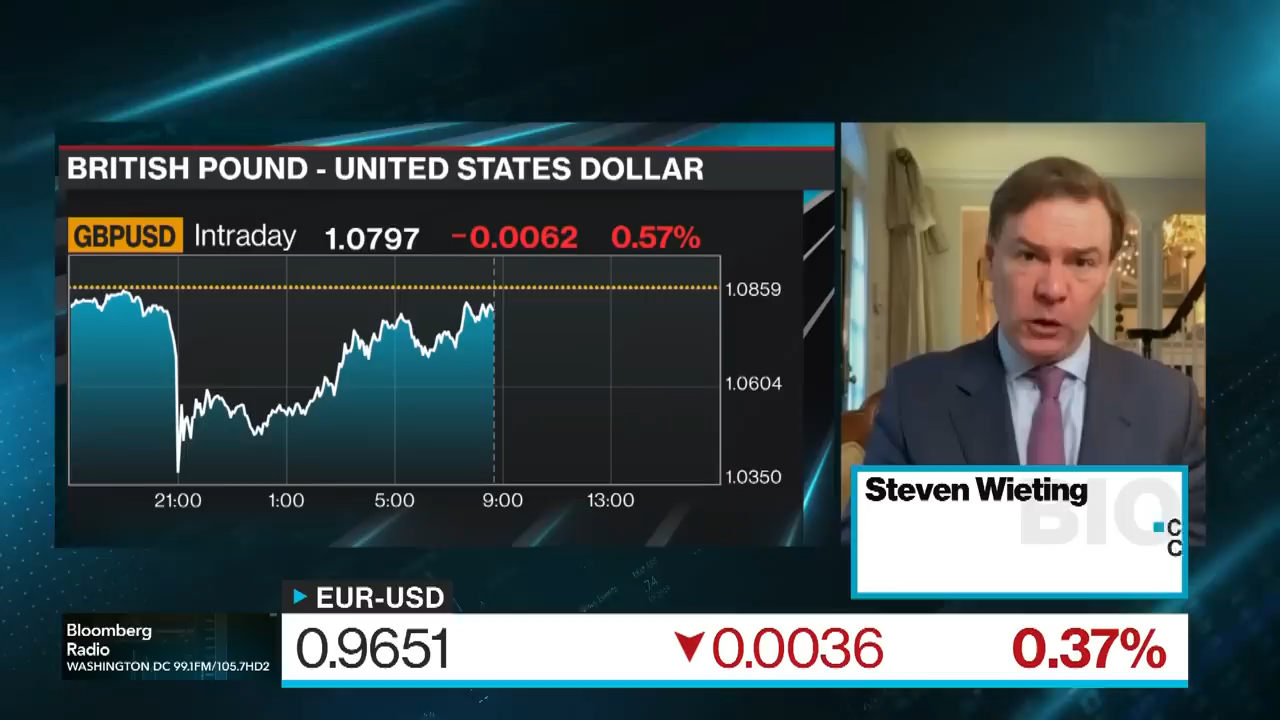 BRITISH POUND - UNITED STATES DOLLAR
GBPUSD Intraday 1.0797 -0.0062 0.57%
1.0859
1.0604
1.0350
21:00 1:00 5:00 9:00 13:00
Steven Wieting
BIO
C
C
EUR-USD
0.9651 0.0036 0.37%
Bloomberg
Radio
WASHINGTON DC 99.1FM/105.7HD2